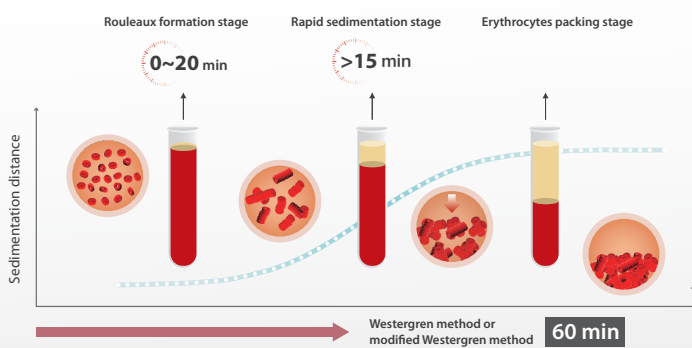 Rouleaux formation stage
Rapid sedimentation stage
Erythrocytes packing stage
0~20 min
>15 min
Sedimentation distance
Westergren method or
modified Westergren method
60 min